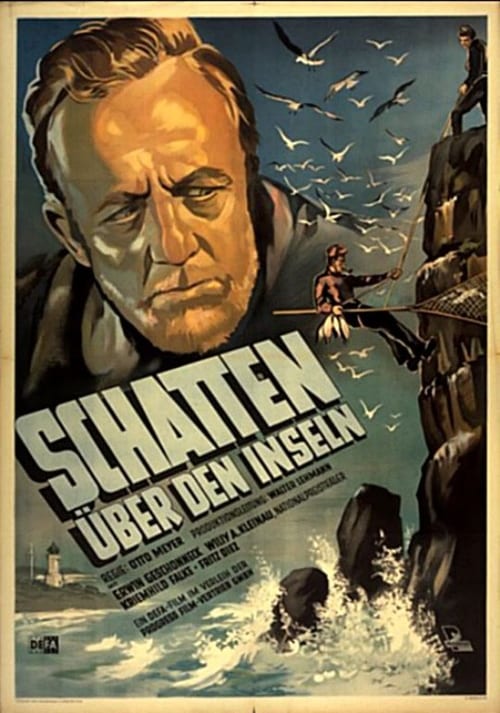 SCHATTEN
ÜBER DEN INSELN
REGIE: OTTO MEYER PRODUKTIONSLEITUNG: WALTER LEHMANN
ERWIN GESCHONNECK, WILLY A. KLEINAU, NATIONALPREISTRÄGER
KRIEMHILD FALKE · FRITZ DIEZ
EIN DEFA-FILM IM VERLEIH DER
PROGRESS FILM-VERTRIEB GMBH
DEFA